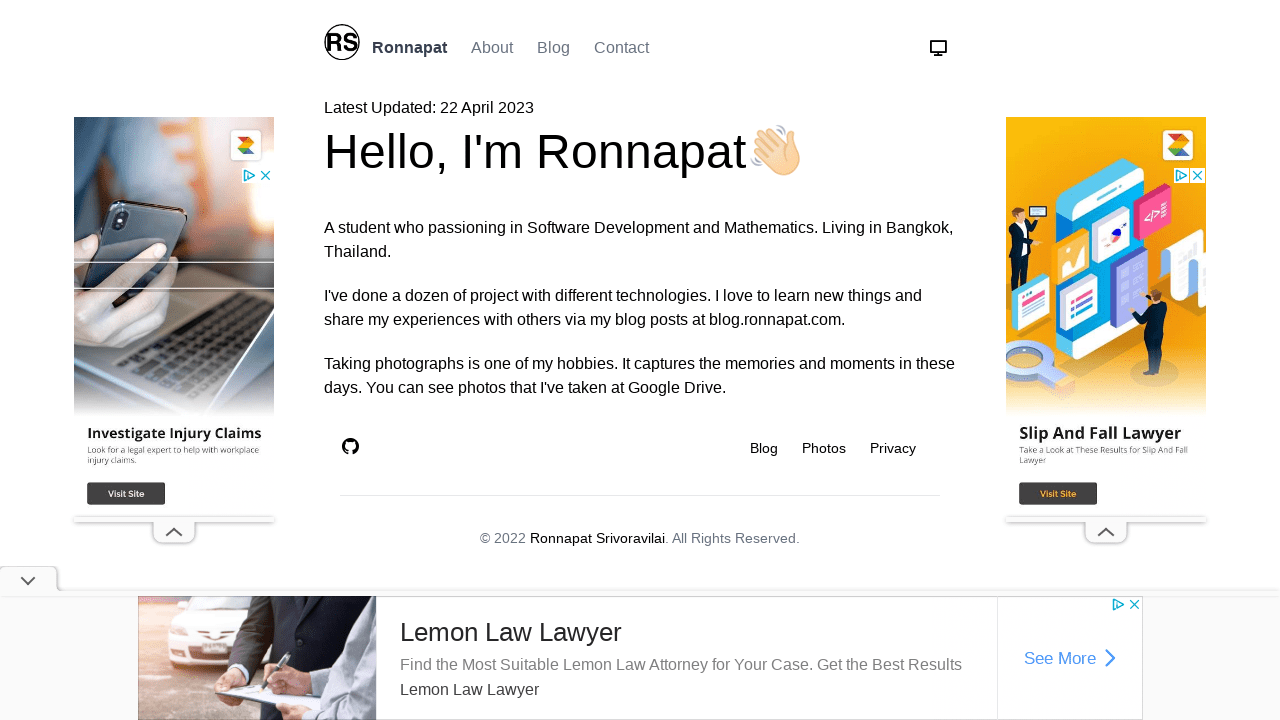 RS Ronnapat About Blog Contact
Latest Updated: 22 April 2023
Hello, I'm Ronnapat👋🏼
A student who passioning in Software Development and Mathematics. Living in Bangkok,
Thailand.
I've done a dozen of project with different technologies. I love to learn new things and
share my experiences with others via my blog posts at blog.ronnapat.com.
Taking photographs is one of my hobbies. It captures the memories and moments in these
days. You can see photos that I've taken at Google Drive.
Blog Photos Privacy
© 2022 Ronnapat Srivoravilai. All Rights Reserved.
Investigate Injury Claims
Look for a legal expert to help with workplace
injury claims.
Visit Site
Slip And Fall Lawyer
Take a Look at These Results for Slip And Fall
Lawyer
Visit Site
Lemon Law Lawyer
Find the Most Suitable Lemon Law Attorney for Your Case. Get the Best Results
Lemon Law Lawyer
See More